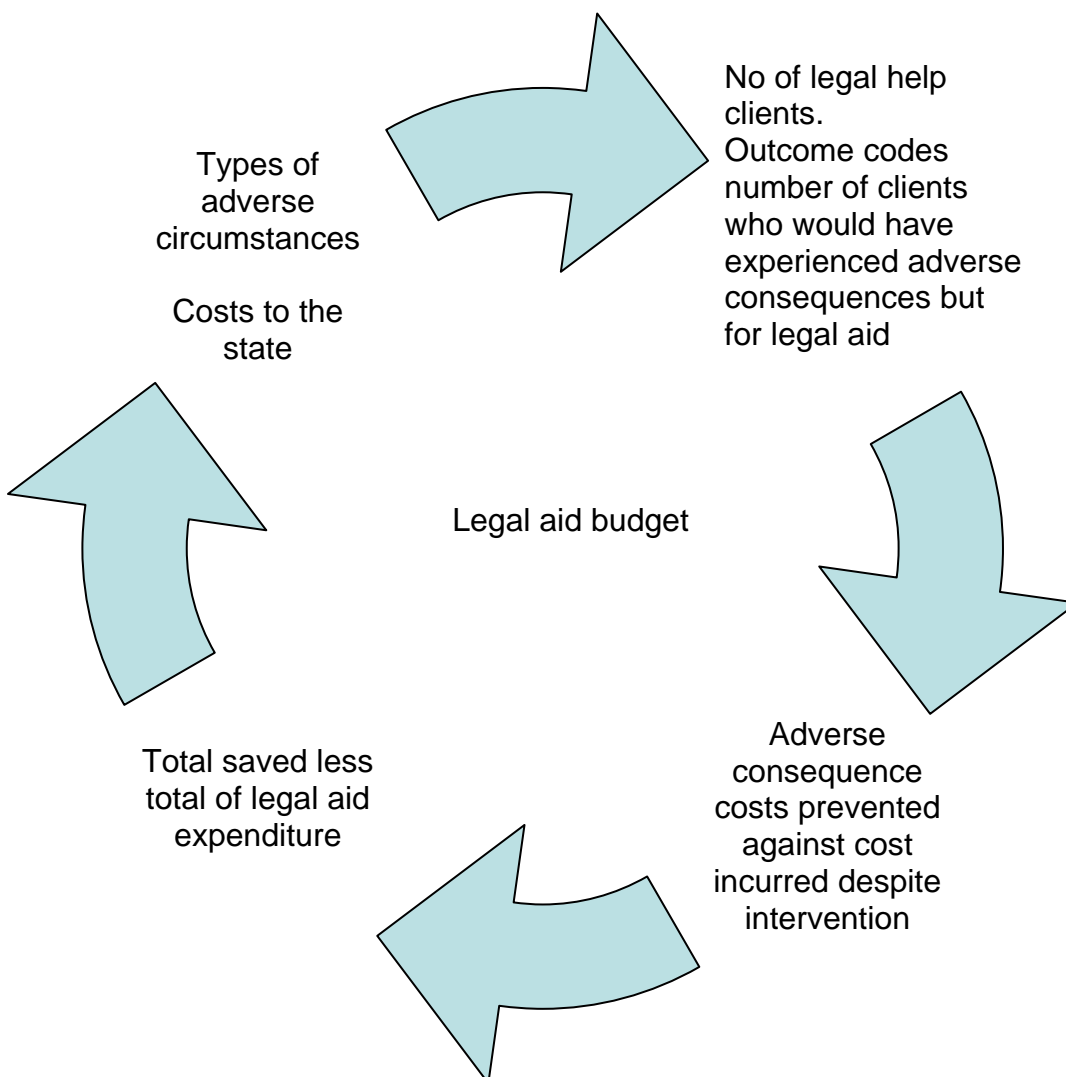 Types of
adverse
circumstances
Costs to the
state
No of legal help
clients.
Outcome codes
number of clients
who would have
experienced adverse
consequences but
for legal aid
Legal aid budget
Adverse
consequence
costs prevented
against cost
incurred despite
intervention
Total saved less
total of legal aid
expenditure